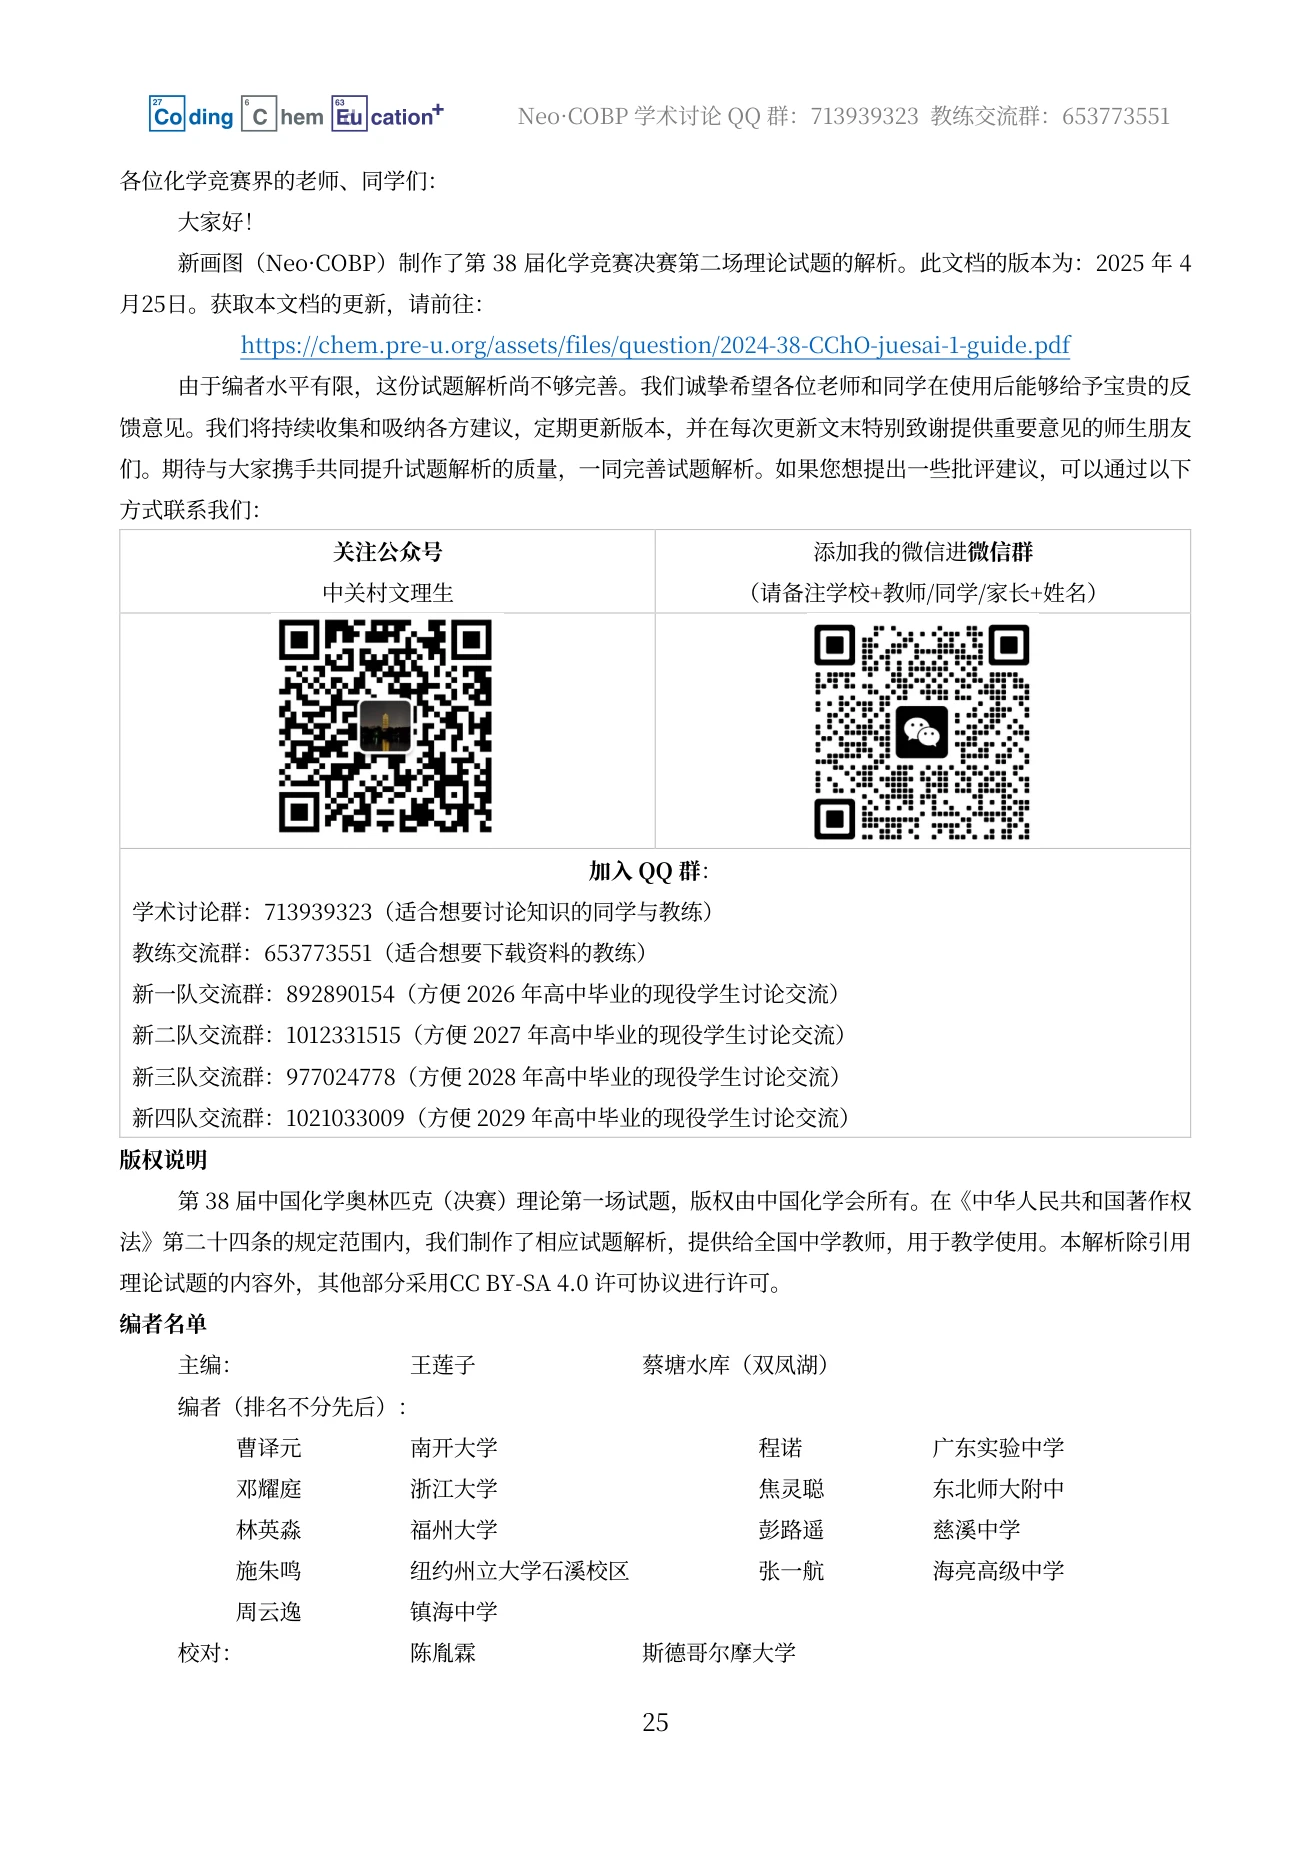 27 Co ding 6 C hem 63 Eu cation+ Neo·COBP 学术讨论 QQ 群：713939323 教练交流群：653773551
各位化学竞赛界的老师、同学们：
大家好！
新画图（Neo·COBP）制作了第 38 届化学竞赛决赛第二场理论试题的解析。此文档的版本为：2025 年 4
月25日。获取本文档的更新，请前往：
https://chem.pre-u.org/assets/files/question/2024-38-CChO-juesai-1-guide.pdf
由于编者水平有限，这份试题解析尚不够完善。我们诚挚希望各位老师和同学在使用后能够给予宝贵的反
馈意见。我们将持续收集和吸纳各方建议，定期更新版本，并在每次更新文末特别致谢提供重要意见的师生朋友
们。期待与大家携手共同提升试题解析的质量，一同完善试题解析。如果您想提出一些批评建议，可以通过以下
方式联系我们：
关注公众号
中关村文理生
添加我的微信进微信群
（请备注学校+教师/同学/家长+姓名）
加入 QQ 群：
学术讨论群：713939323（适合想要讨论知识的同学与教练）
教练交流群：653773551（适合想要下载资料的教练）
新一队交流群：892890154（方便 2026 年高中毕业的现役学生讨论交流）
新二队交流群：1012331515（方便 2027 年高中毕业的现役学生讨论交流）
新三队交流群：977024778（方便 2028 年高中毕业的现役学生讨论交流）
新四队交流群：1021033009（方便 2029 年高中毕业的现役学生讨论交流）
版权说明
第 38 届中国化学奥林匹克（决赛）理论第一场试题，版权由中国化学会所有。在《中华人民共和国著作权
法》第二十四条的规定范围内，我们制作了相应试题解析，提供给全国中学教师，用于教学使用。本解析除引用
理论试题的内容外，其他部分采用CC BY-SA 4.0 许可协议进行许可。
编者名单
主编： 王莲子 蔡塘水库（双凤湖）
编者（排名不分先后）：
曹译元 南开大学 程诺 广东实验中学
邓耀庭 浙江大学 焦灵聪 东北师大附中
林英淼 福州大学 彭路遥 慈溪中学
施朱鸣 纽约州立大学石溪校区 张一航 海亮高级中学
周云逸 镇海中学
校对： 陈胤霖 斯德哥尔摩大学
25